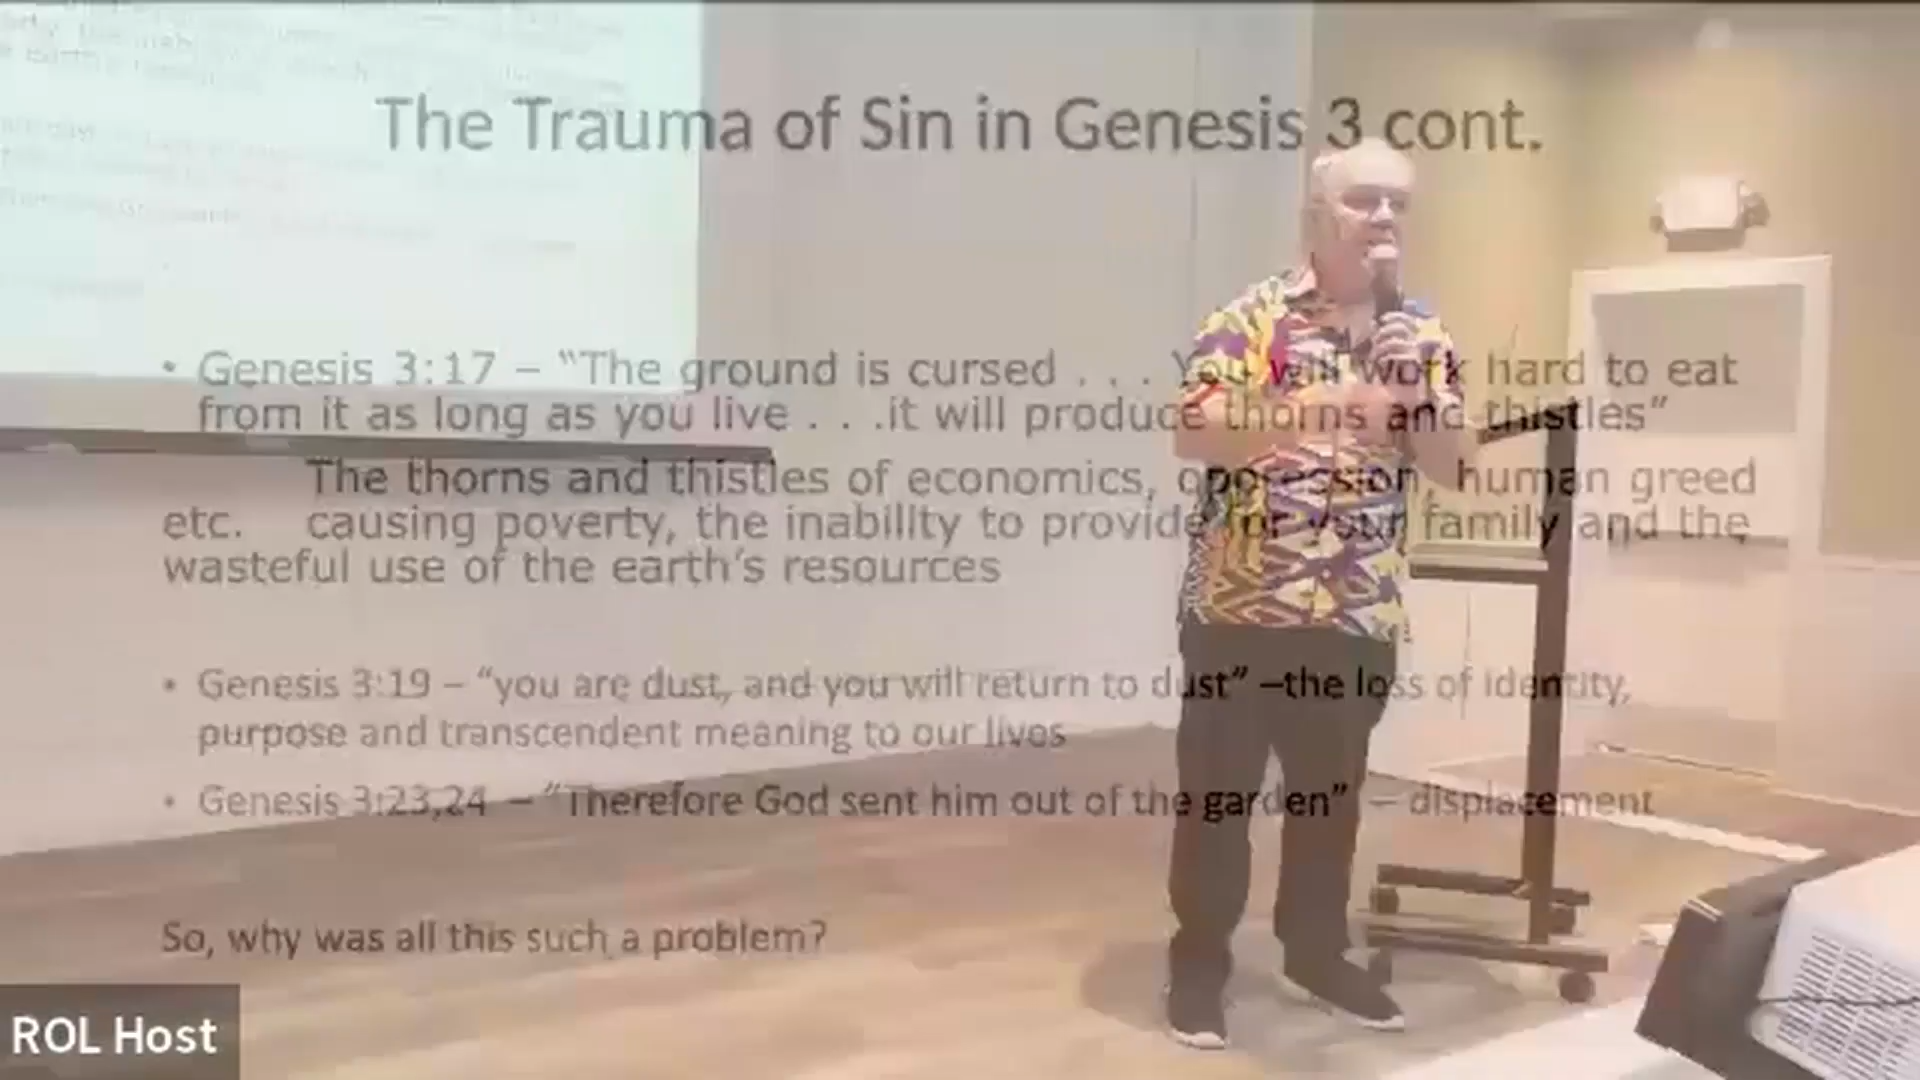 The Trauma of Sin in Genesis 3 cont.
• Genesis 3:17 – “The ground is cursed . . . You will work hard to eat
from it as long as you live . . .it will produce thorns and thistles”
The thorns and thistles of economics, oppression, human greed
etc. causing poverty, the inability to provide for your family and the
wasteful use of the earth’s resources
• Genesis 3:19 – “you are dust, and you will return to dust” –the loss of identity,
purpose and transcendent meaning to our lives
• Genesis 3:23,24 – “Therefore God sent him out of the garden” – displacement
So, why was all this such a problem?
ROL Host